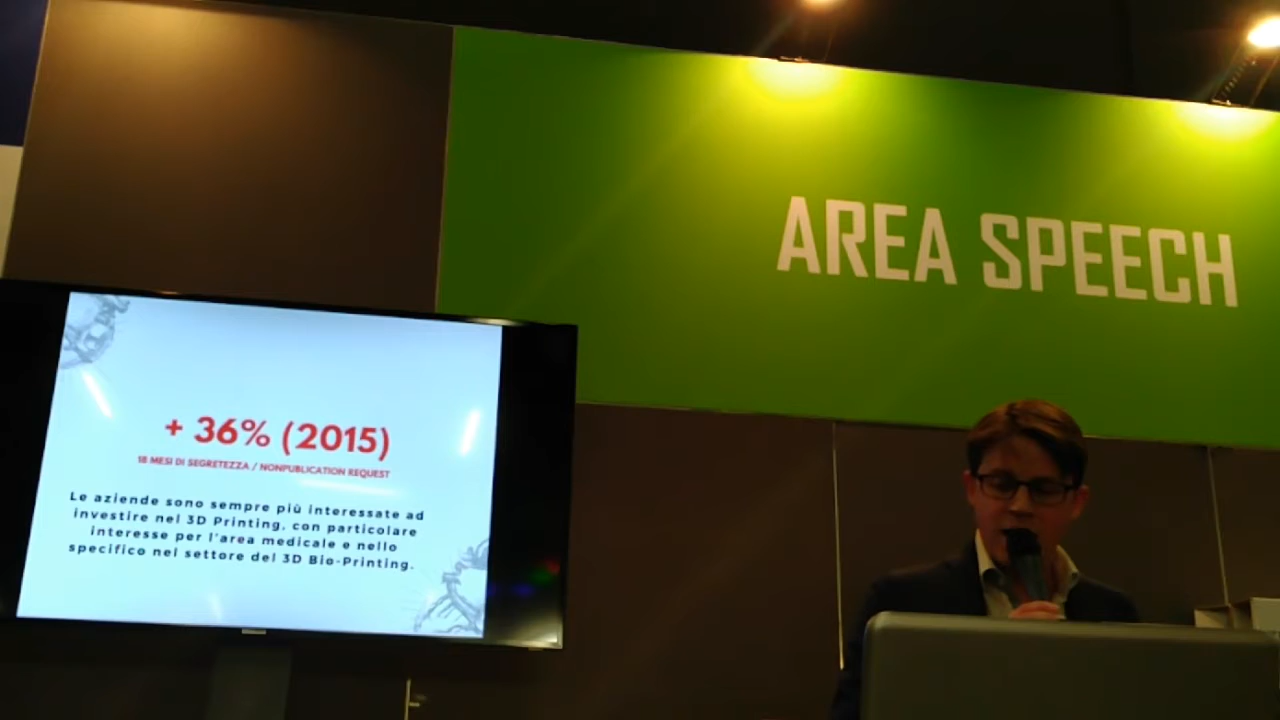 AREA SPEECH
+ 36% (2015)
18 MESI DI SEGRETEZZA / NONPUBLICATION REQUEST
Le aziende sono sempre più interessate ad
investire nel 3D Printing, con particolare
interesse per l'area medicale e nello
specifico nel settore del 3D Bio-Printing.